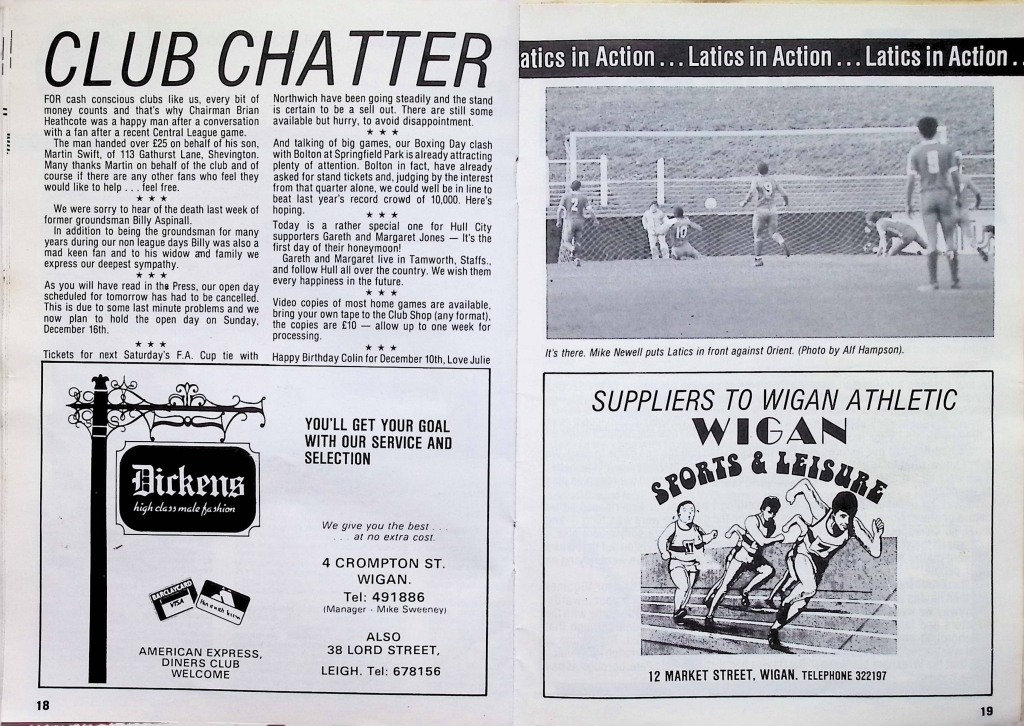 CLUB CHATTER
FOR cash conscious clubs like us, every bit of
money counts and that's why Chairman Brian
Heathcote was a happy man after a conversation
with a fan after a recent Central League game.
The man handed over £25 on behalf of his son,
Martin Swift, of 113 Gathurst Lane, Shevington.
Many thanks Martin on behalf of the club and of
course if there are any other fans who feel they
would like to help . . . feel free.
★ ★ ★
We were sorry to hear of the death last week of
former groundsman Billy Aspinall.
In addition to being the groundsman for many
years during our non league days Billy was also a
mad keen fan and to his widow and family we
express our deepest sympathy.
★ ★ ★
As you will have read in the Press, our open day
scheduled for tomorrow has had to be cancelled.
This is due to some last minute problems and we
now plan to hold the open day on Sunday,
December 16th.
★ ★ ★
Tickets for next Saturday's F.A. Cup tie with
Northwich have been going steadily and the stand
is certain to be a sell out. There are still some
available but hurry, to avoid disappointment.
★ ★ ★
And talking of big games, our Boxing Day clash
with Bolton at Springfield Park is already attracting
plenty of attention. Bolton in fact, have already
asked for stand tickets and, judging by the interest
from that quarter alone, we could well be in line to
beat last year's record crowd of 10,000. Here's
hoping.
★ ★ ★
Today is a rather special one for Hull City
supporters Gareth and Margaret Jones — It's the
first day of their honeymoon!
Gareth and Margaret live in Tamworth, Staffs.,
and follow Hull all over the country. We wish them
every happiness in the future.
★ ★ ★
Video copies of most home games are available,
bring your own tape to the Club Shop (any format),
the copies are £10 — allow up to one week for
processing.
★ ★ ★
Happy Birthday Colin for December 10th, Love Julie
Dickens
high class male fashion
YOU'LL GET YOUR GOAL
WITH OUR SERVICE AND
SELECTION
We give you the best . . .
. . . at no extra cost.
4 CROMPTON ST.
WIGAN.
Tel: 491886
(Manager - Mike Sweeney)
ALSO
38 LORD STREET,
LEIGH. Tel: 678156
BARCLAYCARD
VISA
AMERICAN EXPRESS,
DINERS CLUB
WELCOME
18
atics in Action . . . Latics in Action . . . Latics in Action . .
8
9
10
It's there. Mike Newell puts Latics in front against Orient. (Photo by Alf Hampson).
SUPPLIERS TO WIGAN ATHLETIC
WIGAN
SPORTS & LEISURE
12 MARKET STREET, WIGAN. TELEPHONE 322197
19